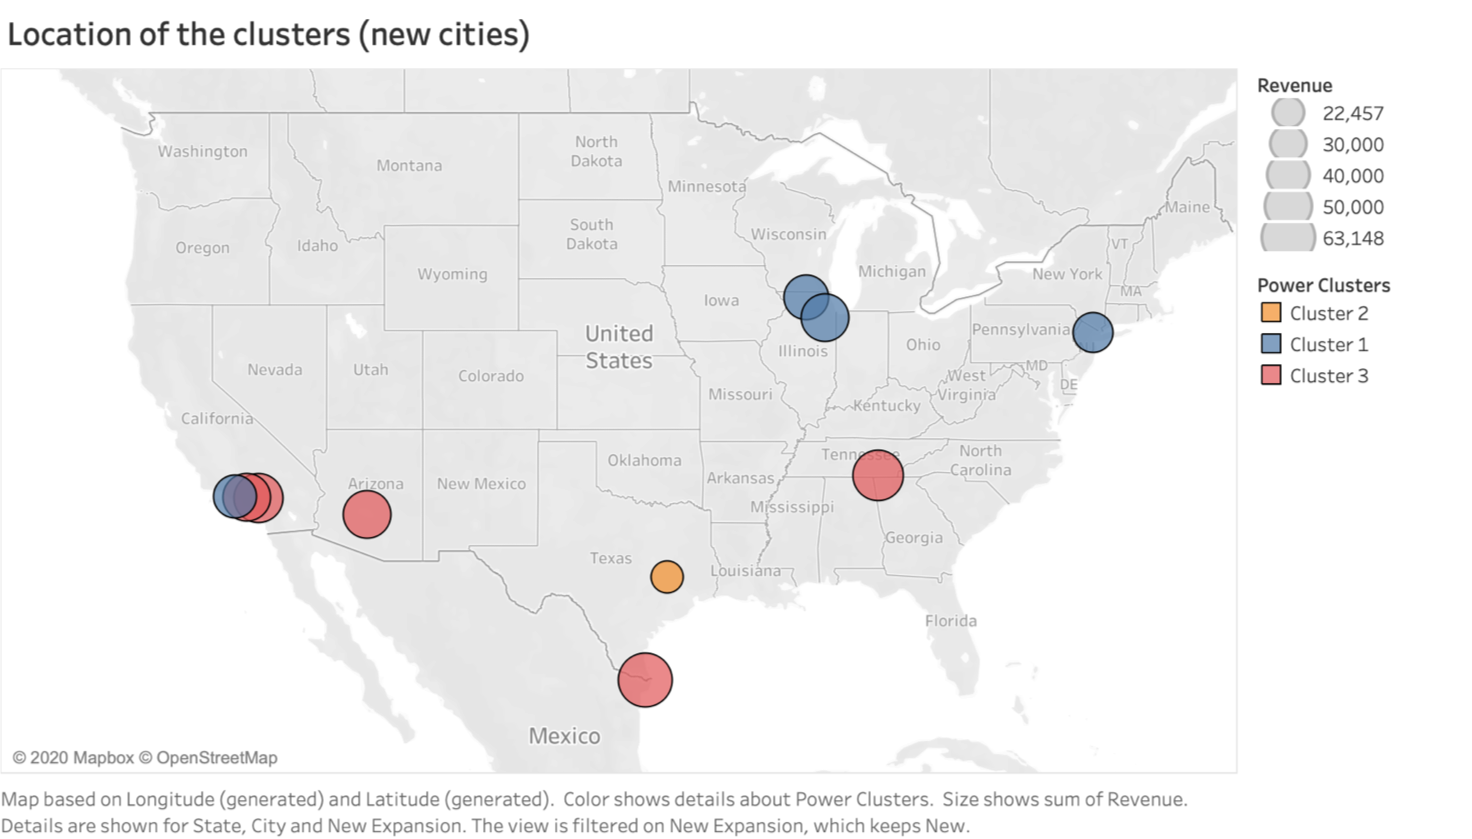 Location of the clusters (new cities)
Revenue
22,457
30,000
40,000
50,000
63,148
Power Clusters
Cluster 2
Cluster 1
Cluster 3
Washington
Montana
North
Dakota
Minnesota
Maine
Oregon
Idaho
South
Dakota
Wisconsin
VT
Wyoming
Michigan
New York
MA
Iowa
United
States
Pennsylvania
Illinois
Ohio
Nevada
Utah
Colorado
MD
West
Virginia
DE
Missouri
Kentucky
California
Tennessee
North
Carolina
Oklahoma
Arizona
New Mexico
Arkansas
Mississippi
Georgia
Texas
Louisiana
Florida
Mexico
© 2020 Mapbox © OpenStreetMap
Map based on Longitude (generated) and Latitude (generated). Color shows details about Power Clusters. Size shows sum of Revenue.
Details are shown for State, City and New Expansion. The view is filtered on New Expansion, which keeps New.